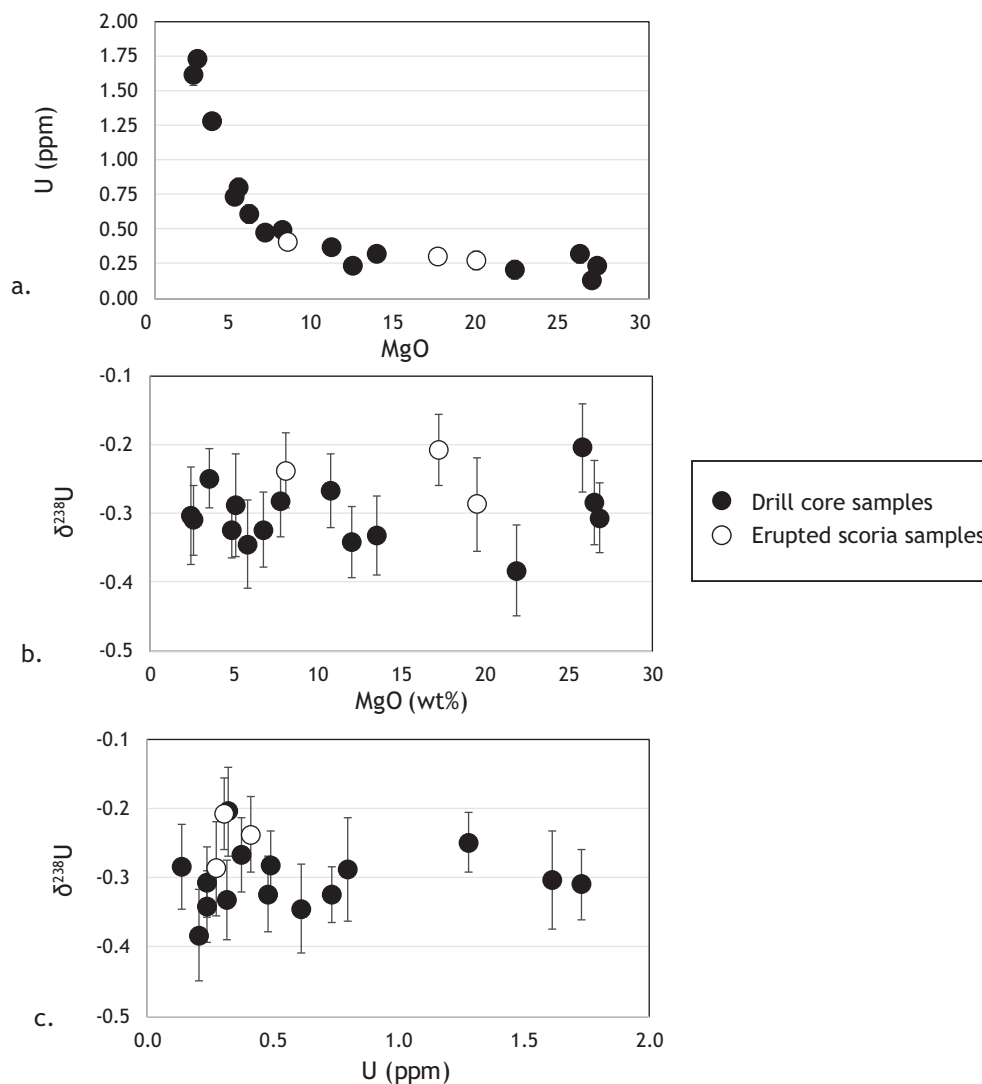 2.00
1.75
1.50
1.25
1.00
0.75
0.50
0.25
0.00
U (ppm)
a.
0 5 10 15 20 25 30
MgO
-0.1
-0.2
-0.3
-0.4
-0.5
δ²³⁸U
b.
0 5 10 15 20 25 30
MgO (wt%)
Drill core samples
Erupted scoria samples
-0.1
-0.2
-0.3
-0.4
-0.5
δ²³⁸U
c.
0.0 0.5 1.0 1.5 2.0
U (ppm)